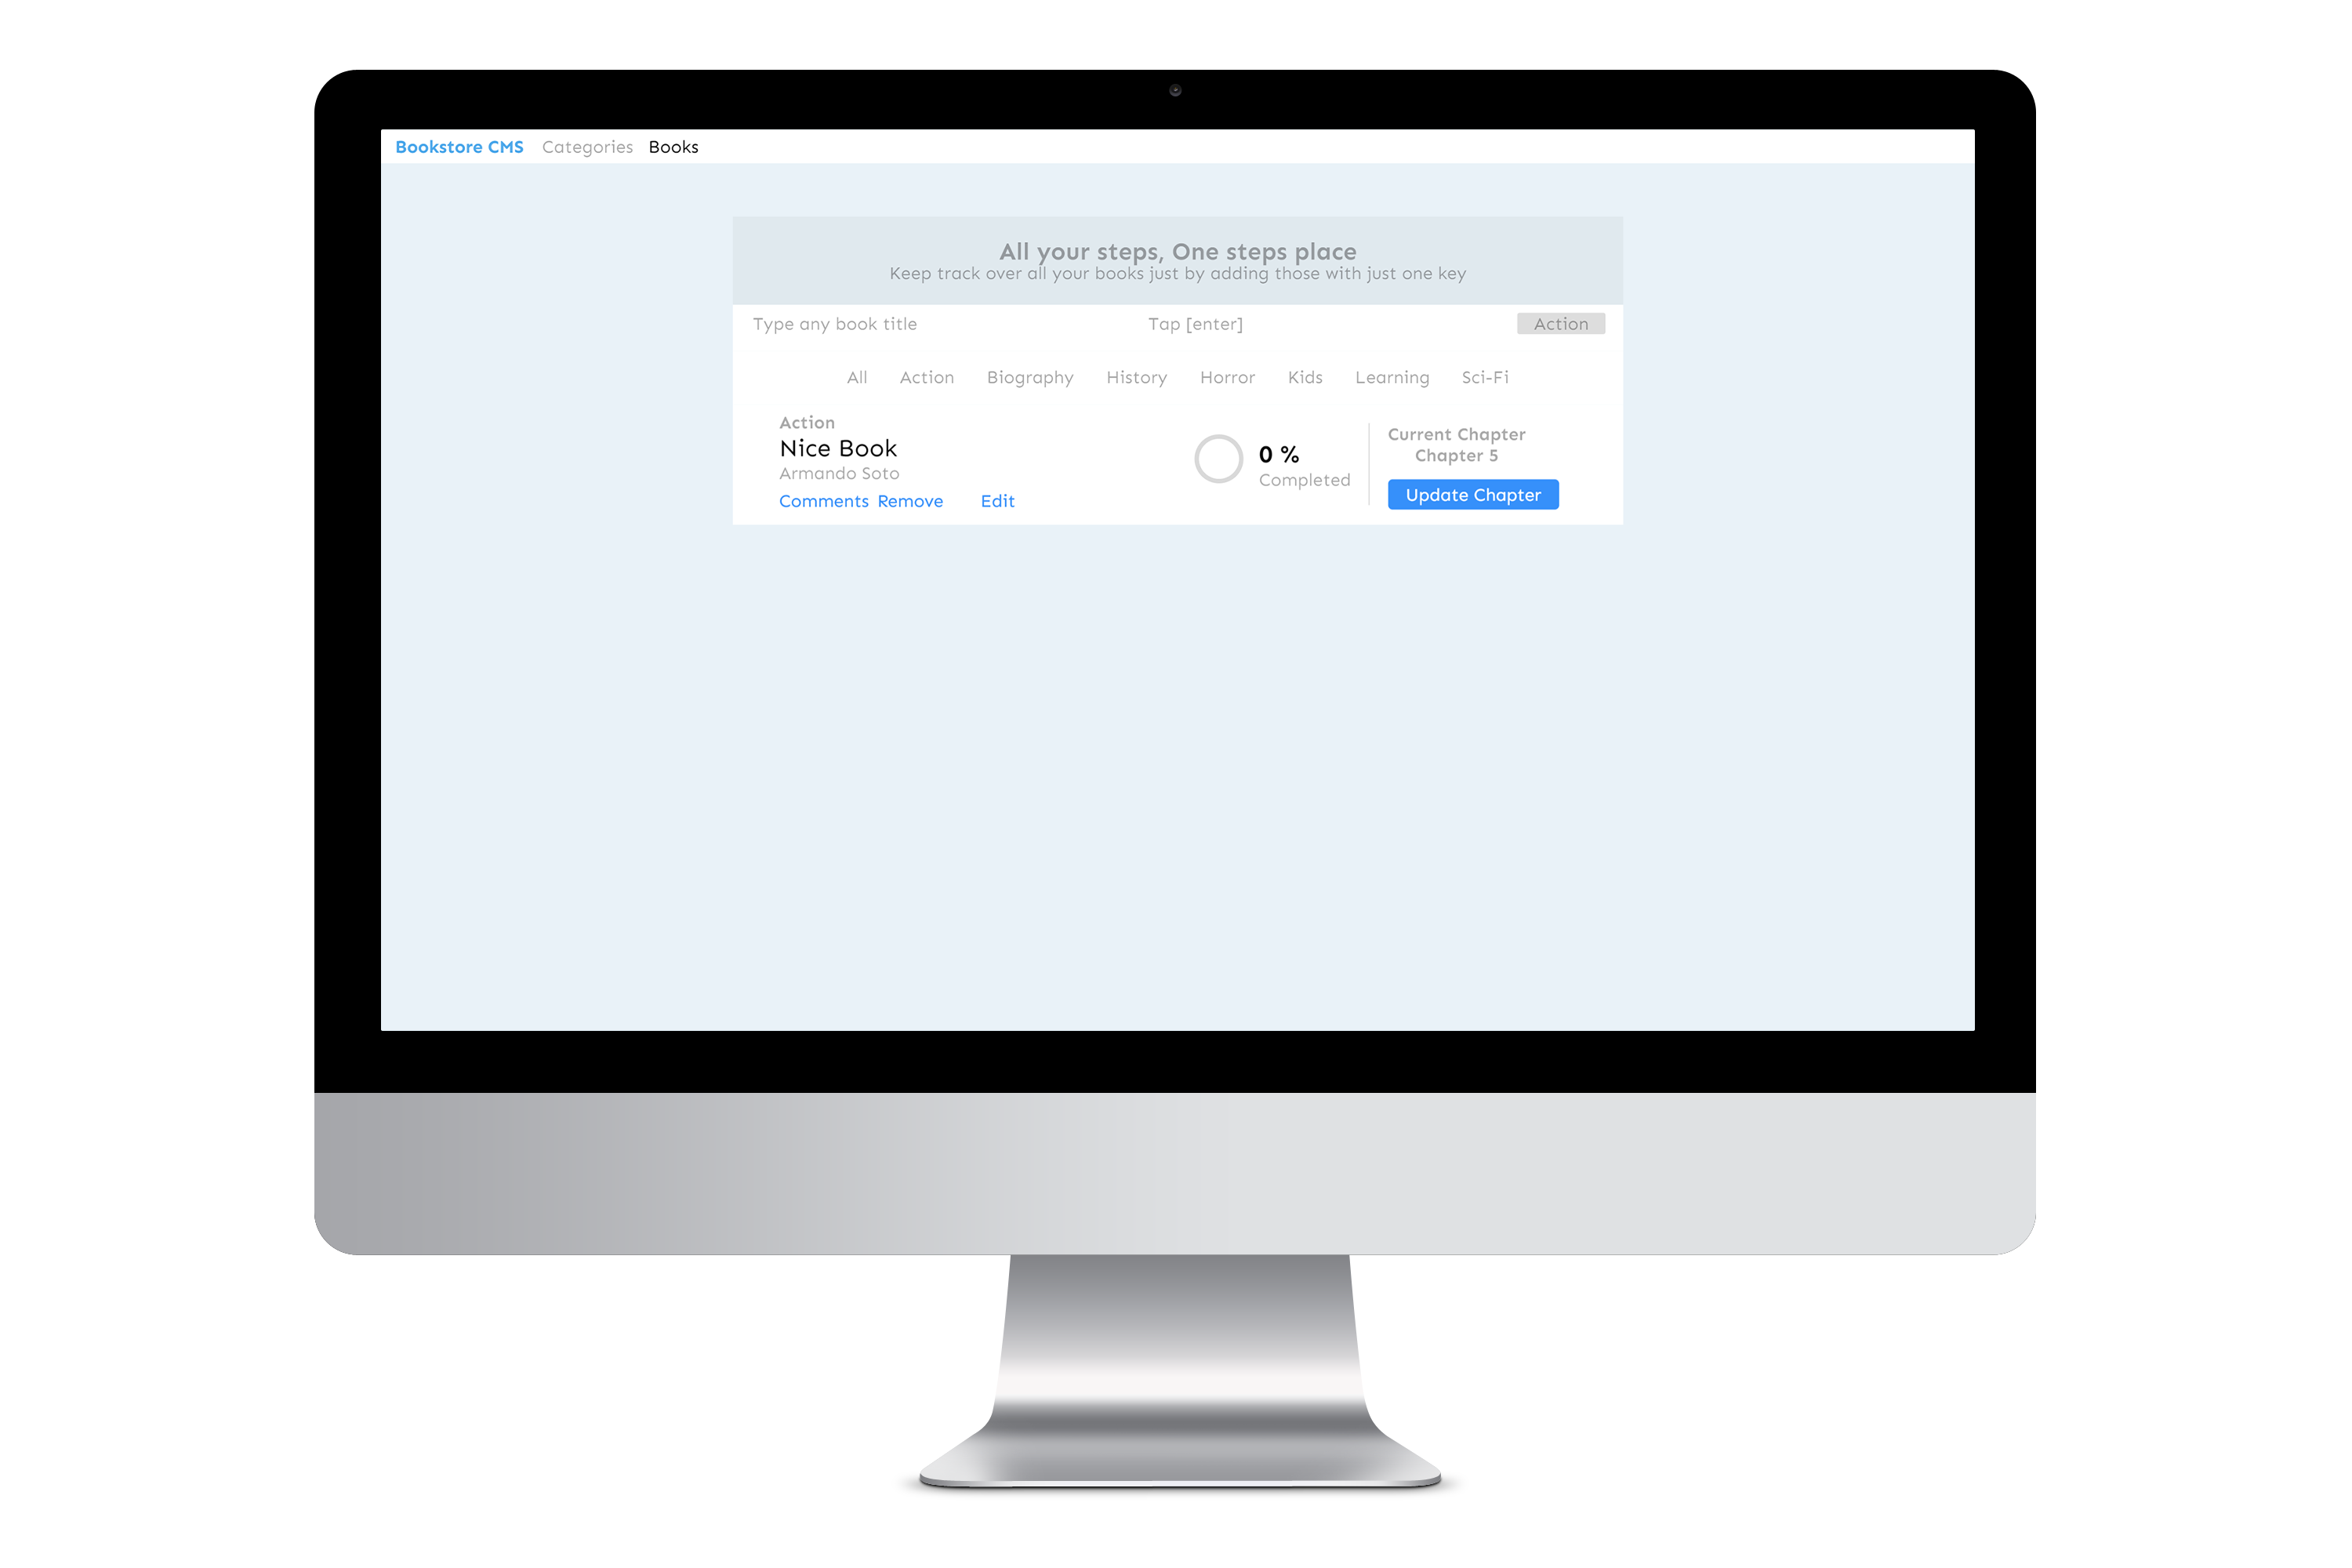 Bookstore CMS Categories Books
All your steps, One steps place
Keep track over all your books just by adding those with just one key
Type any book title Tap [enter] Action
All Action Biography History Horror Kids Learning Sci-Fi
Action
Nice Book
Armando Soto
Comments Remove Edit
0 %
Completed
Current Chapter
Chapter 5
Update Chapter